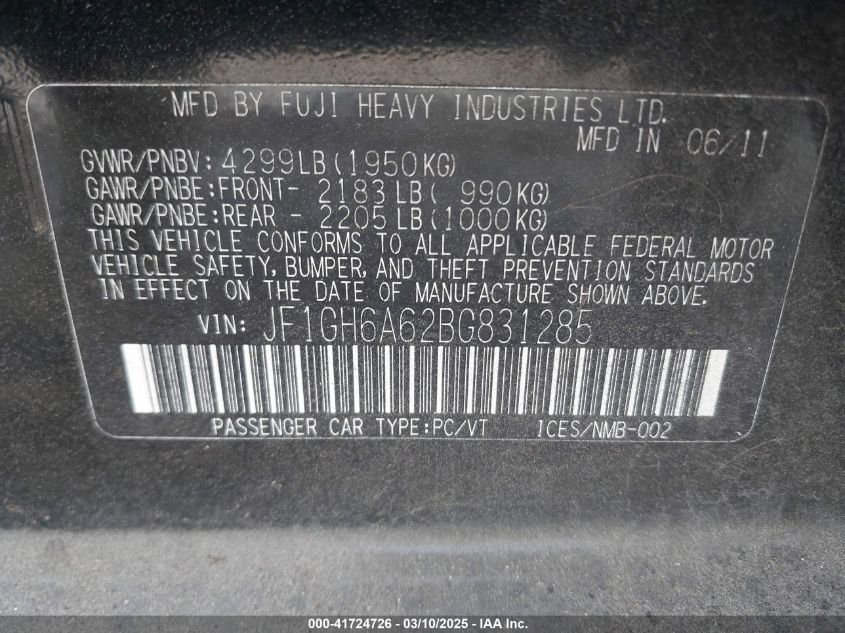 MFD BY FUJI HEAVY INDUSTRIES LTD.
MFD IN 06/11
GVWR/PNBV: 4299LB(1950KG)
GAWR/PNBE:FRONT- 2183LB( 990KG)
GAWR/PNBE:REAR - 2205LB(1000KG)
THIS VEHICLE CONFORMS TO ALL APPLICABLE FEDERAL MOTOR
VEHICLE SAFETY, BUMPER, AND THEFT PREVENTION STANDARDS
IN EFFECT ON THE DATE OF MANUFACTURE SHOWN ABOVE.
VIN: JF1GH6A62BG831285
PASSENGER CAR TYPE:PC/VT ICES/NMB-002
000-41724726 - 03/10/2025 - IAA Inc.